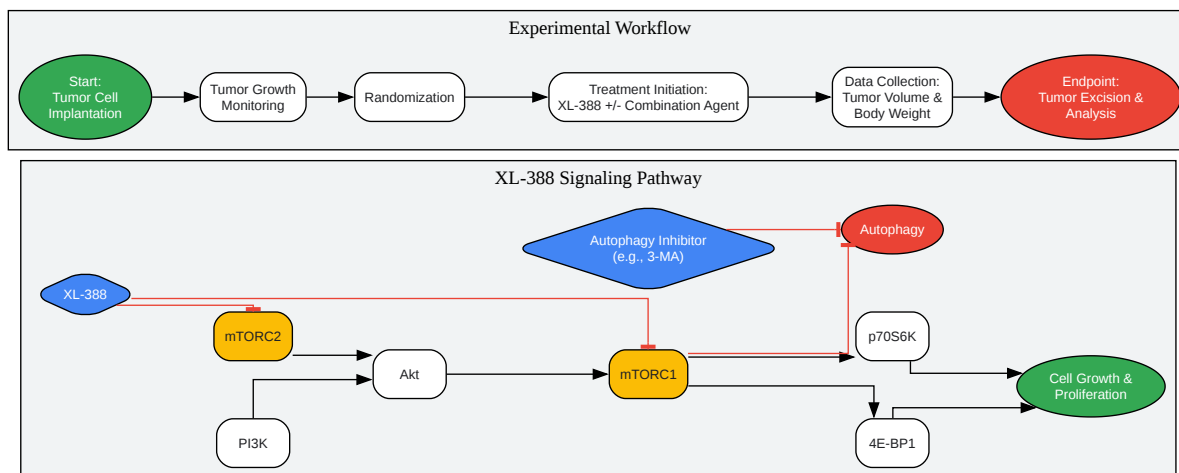 Experimental Workflow
Start:
Tumor Cell
Implantation
Tumor Growth
Monitoring
Randomization
Treatment Initiation:
XL-388 +/- Combination Agent
Data Collection:
Tumor Volume &
Body Weight
Endpoint:
Tumor Excision &
Analysis
XL-388 Signaling Pathway
Autophagy Inhibitor
(e.g., 3-MA)
Autophagy
XL-388
mTORC2
p70S6K
Akt
mTORC1
Cell Growth &
Proliferation
PI3K
4E-BP1